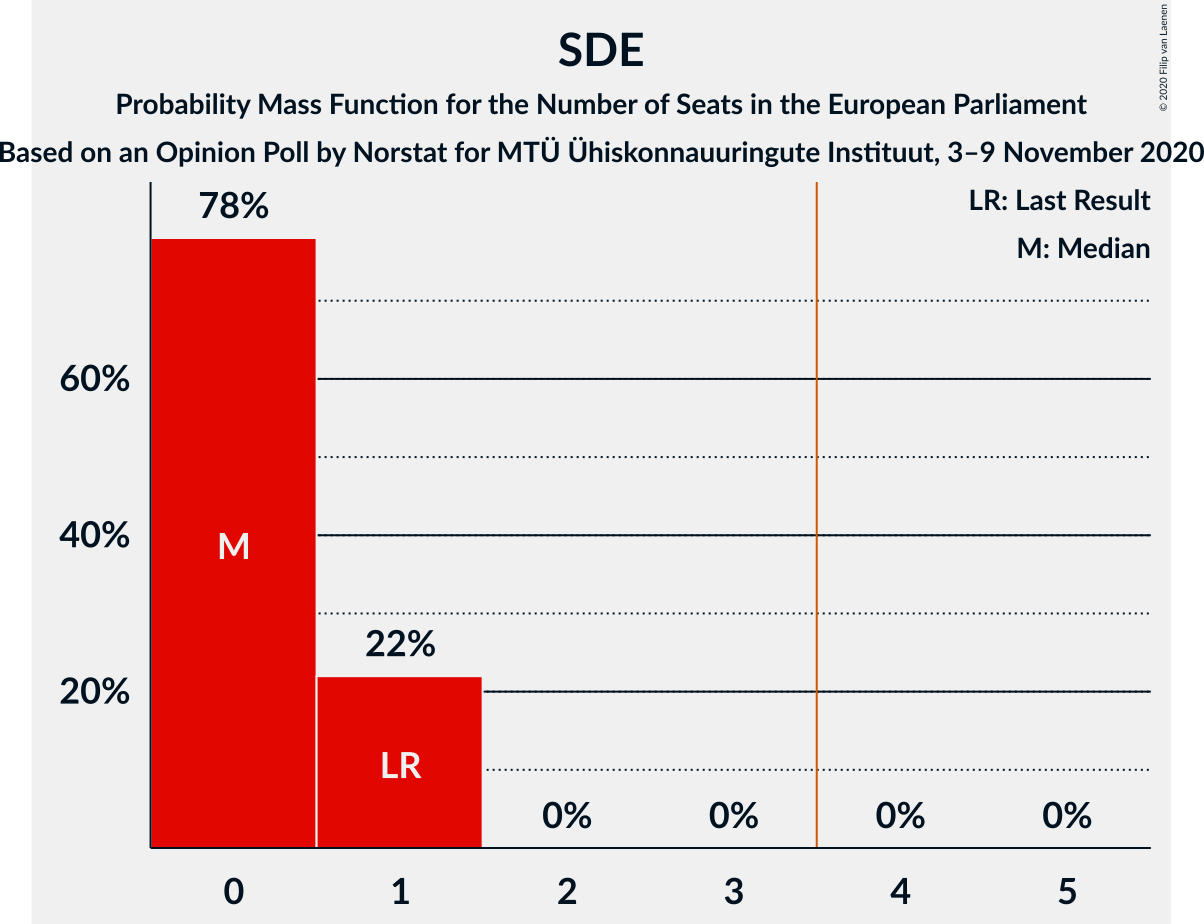 SDE
Probability Mass Function for the Number of Seats in the European Parliament
Based on an Opinion Poll by Norstat for MTÜ Ühiskonnauuringute Instituut, 3–9 November 2020
© 2020 Filip van Laenen
LR: Last Result
M: Median
78%
60%
40%
M
22%
20%
LR
0% 0% 0% 0%
0 1 2 3 4 5